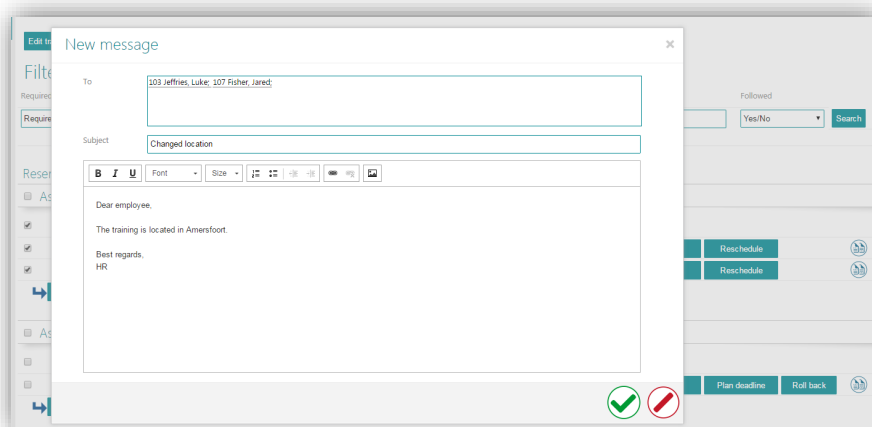 Edit
New message
×
Filte
To
103 Jeffries, Luke; 107 Fisher, Jared;
Required
Followed
Require
Yes/No
Search
Subject
Changed location
B I U Font Size
Reser
As
Dear employee,
The training is located in Amersfoort.
Reschedule
Best regards,
HR
Reschedule
As
Plan deadline Roll back